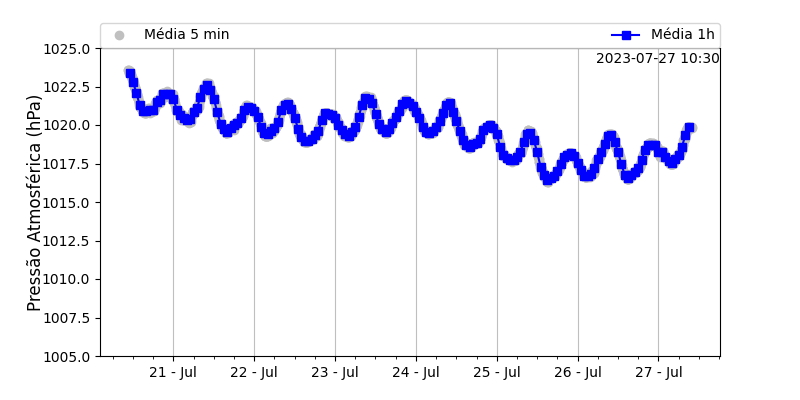 Média 5 min
Média 1h
2023-07-27 10:30
Pressão Atmosférica (hPa)
1025.0
1022.5
1020.0
1017.5
1015.0
1012.5
1010.0
1007.5
1005.0
21 - Jul
22 - Jul
23 - Jul
24 - Jul
25 - Jul
26 - Jul
27 - Jul